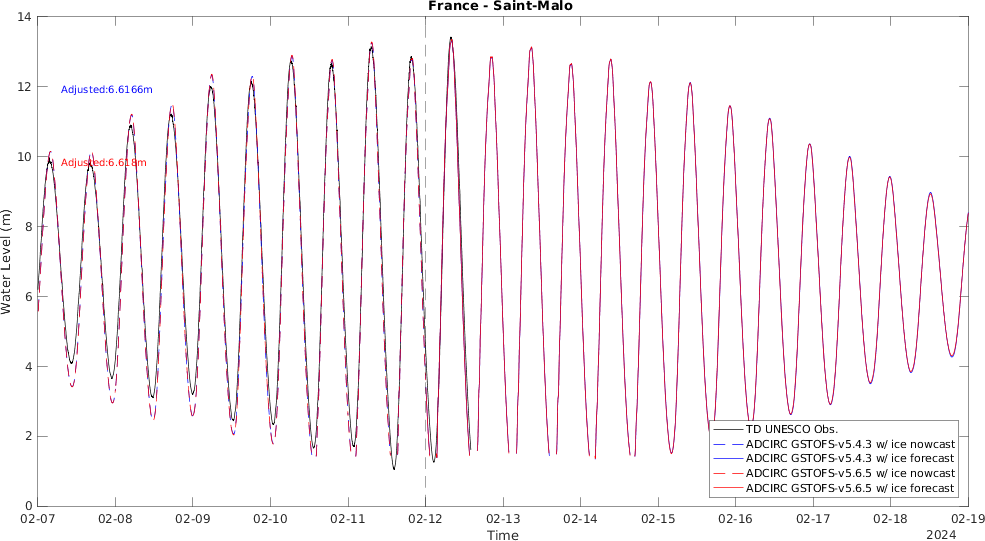 France - Saint-Malo
14
12
10
8
6
4
2
0
Water Level (m)
Adjusted:6.6166m
Adjusted:6.618m
TD UNESCO Obs.
ADCIRC GSTOFS-v5.4.3 w/ ice nowcast
ADCIRC GSTOFS-v5.4.3 w/ ice forecast
ADCIRC GSTOFS-v5.6.5 w/ ice nowcast
ADCIRC GSTOFS-v5.6.5 w/ ice forecast
02-07 02-08 02-09 02-10 02-11 02-12 02-13 02-14 02-15 02-16 02-17 02-18 02-19
Time
2024